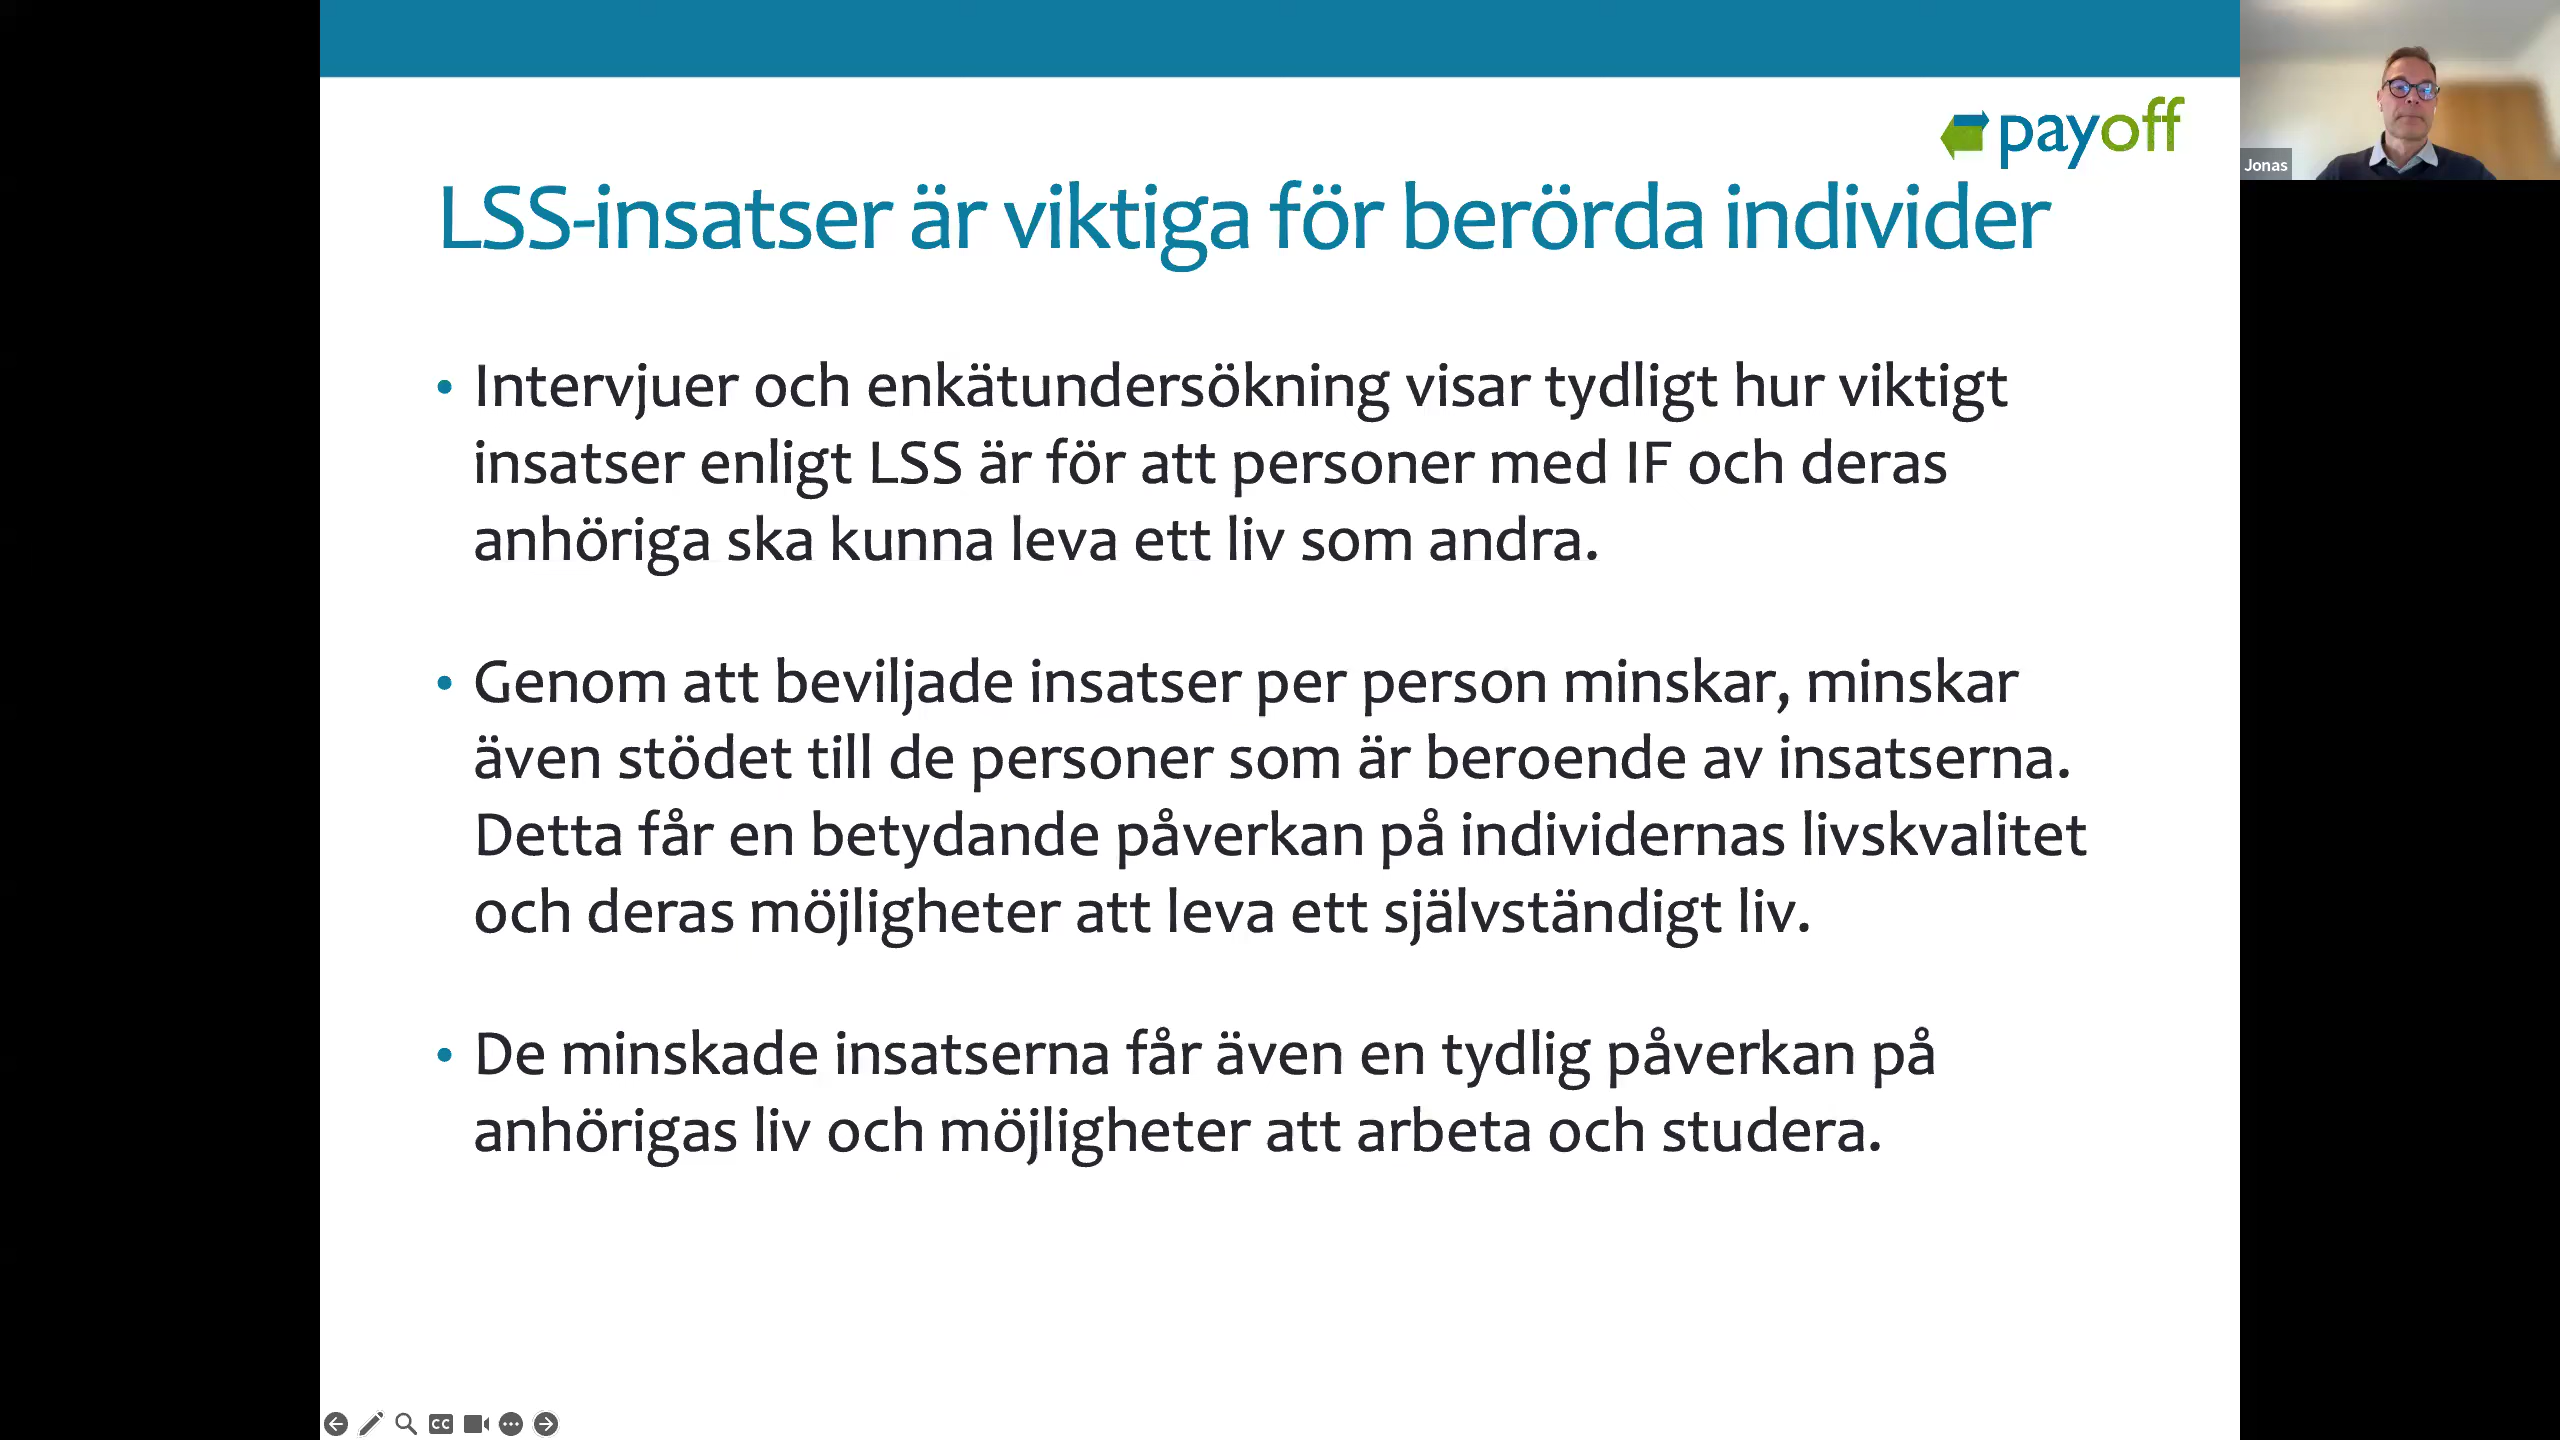 payoff
Jonas
LSS-insatser är viktiga för berörda individer
• Intervjuer och enkätundersökning visar tydligt hur viktigt
insatser enligt LSS är för att personer med IF och deras
anhöriga ska kunna leva ett liv som andra.
• Genom att beviljade insatser per person minskar, minskar
även stödet till de personer som är beroende av insatserna.
Detta får en betydande påverkan på individernas livskvalitet
och deras möjligheter att leva ett självständigt liv.
• De minskade insatserna får även en tydlig påverkan på
anhörigas liv och möjligheter att arbeta och studera.
CC